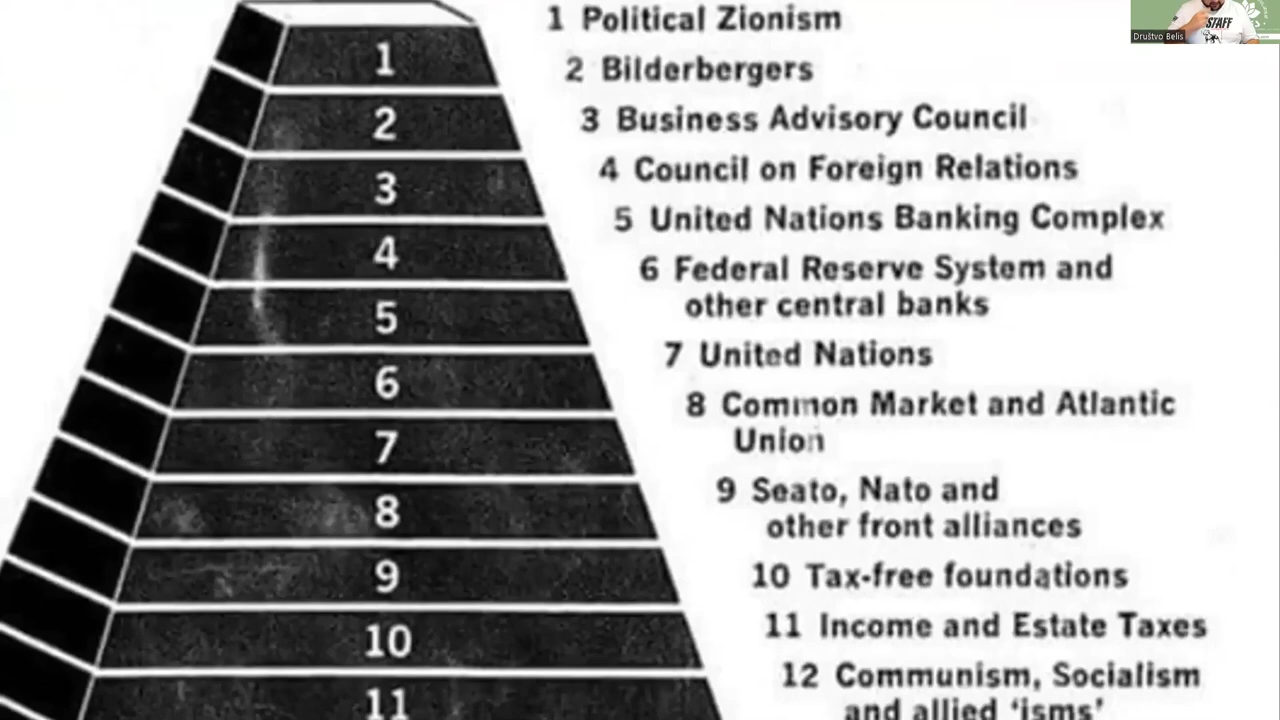 1 Political Zionism
2 Bilderbergers
3 Business Advisory Council
4 Council on Foreign Relations
5 United Nations Banking Complex
6 Federal Reserve System and
other central banks
7 United Nations
8 Common Market and Atlantic
Union
9 Seato, Nato and
other front alliances
10 Tax-free foundations
11 Income and Estate Taxes
12 Communism, Socialism
and allied ‘isms’
1
2
3
4
5
6
7
8
9
10
11
STAFF
Društvo Belis